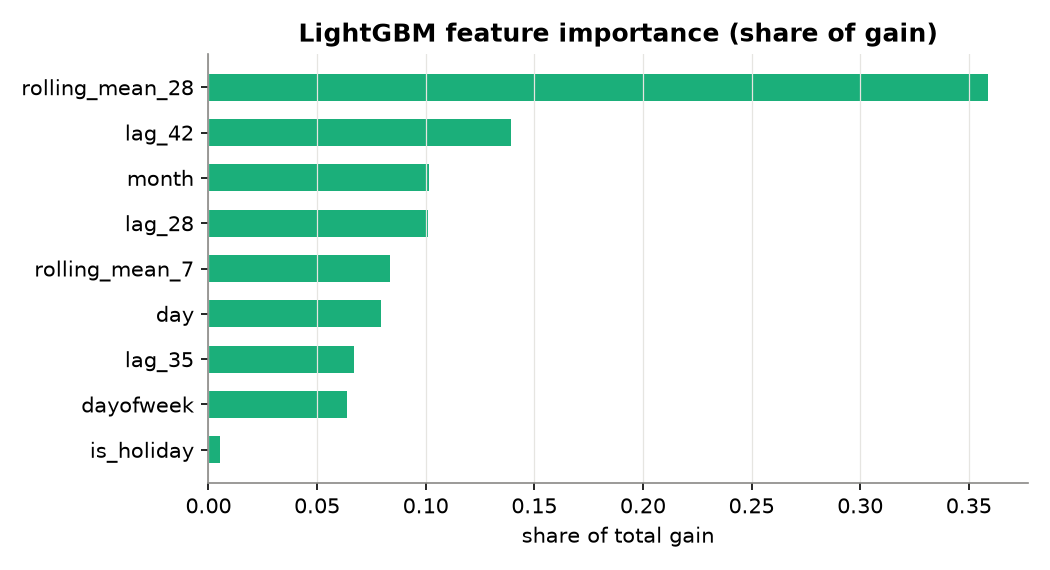 LightGBM feature importance (share of gain)
rolling_mean_28
lag_42
month
lag_28
rolling_mean_7
day
lag_35
dayofweek
is_holiday
0.00 0.05 0.10 0.15 0.20 0.25 0.30 0.35
share of total gain